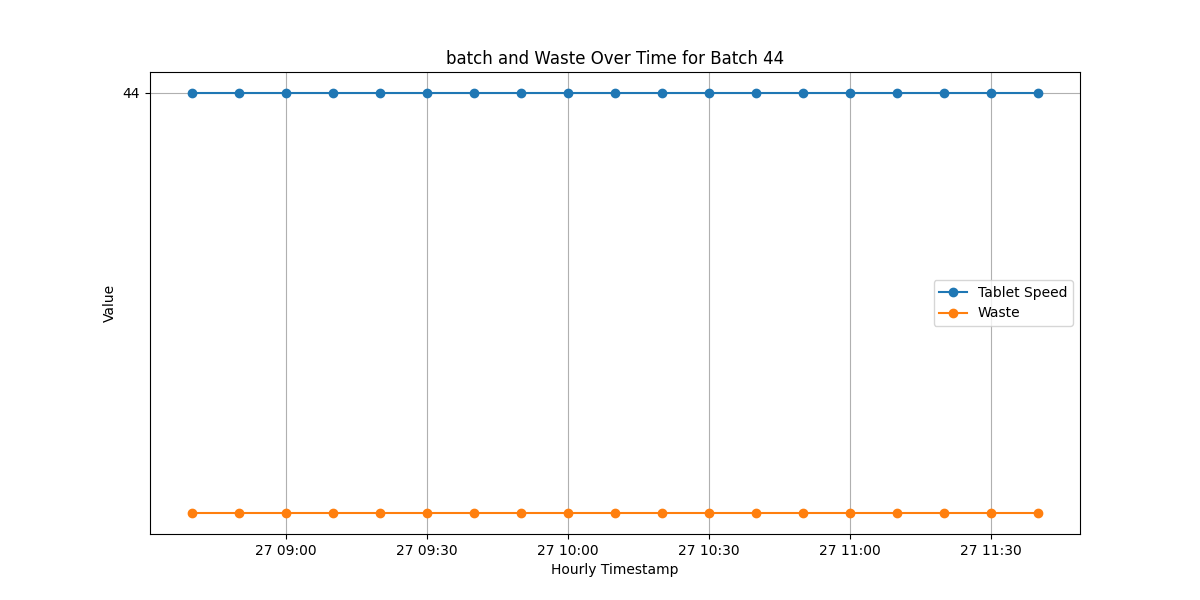 batch and Waste Over Time for Batch 44
44
Value
Tablet Speed
Waste
27 09:00 27 09:30 27 10:00 27 10:30 27 11:00 27 11:30
Hourly Timestamp